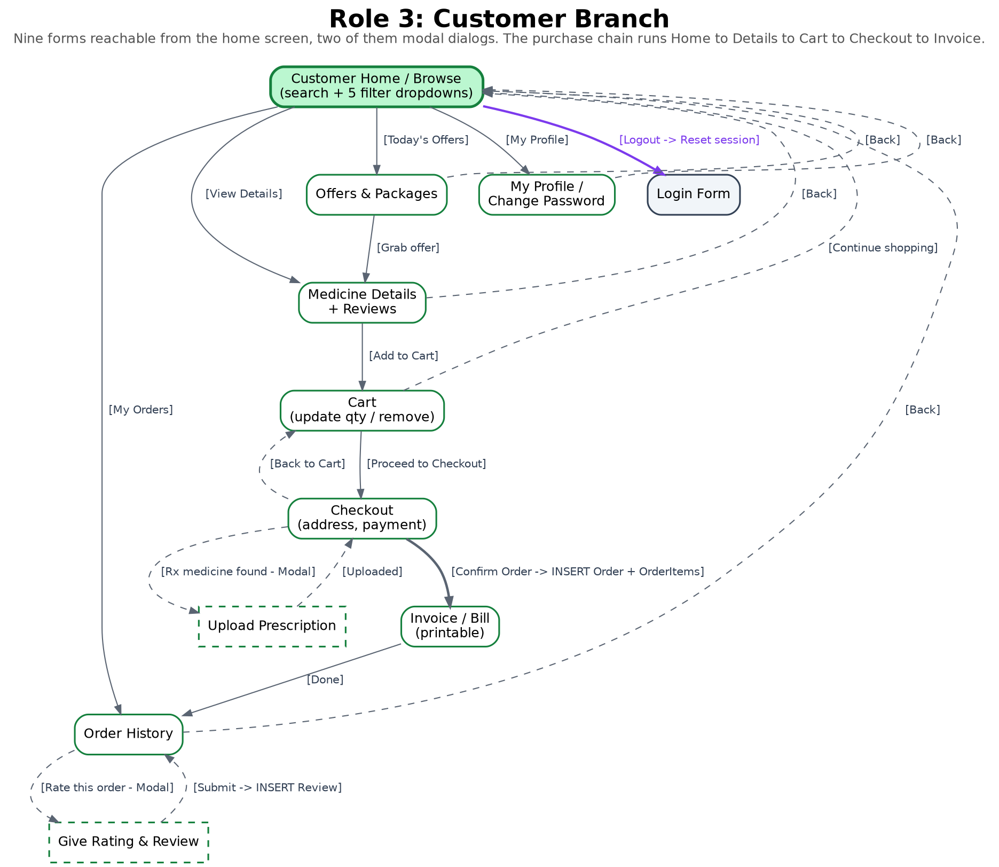 Role 3: Customer Branch
Nine forms reachable from the home screen, two of them modal dialogs. The purchase chain runs Home to Details to Cart to Checkout to Invoice.
Customer Home / Browse
(search + 5 filter dropdowns)
[Today's Offers]
[My Profile]
[Logout -> Reset session]
[Back]
[Back]
[View Details]
Offers & Packages
My Profile /
Change Password
Login Form
[Back]
[Grab offer]
[Continue shopping]
Medicine Details
+ Reviews
[Add to Cart]
[My Orders]
Cart
(update qty / remove)
[Back]
[Back to Cart]
[Proceed to Checkout]
Checkout
(address, payment)
[Rx medicine found - Modal]
[Uploaded]
[Confirm Order -> INSERT Order + OrderItems]
Upload Prescription
Invoice / Bill
(printable)
[Done]
Order History
[Rate this order - Modal]
[Submit -> INSERT Review]
Give Rating & Review